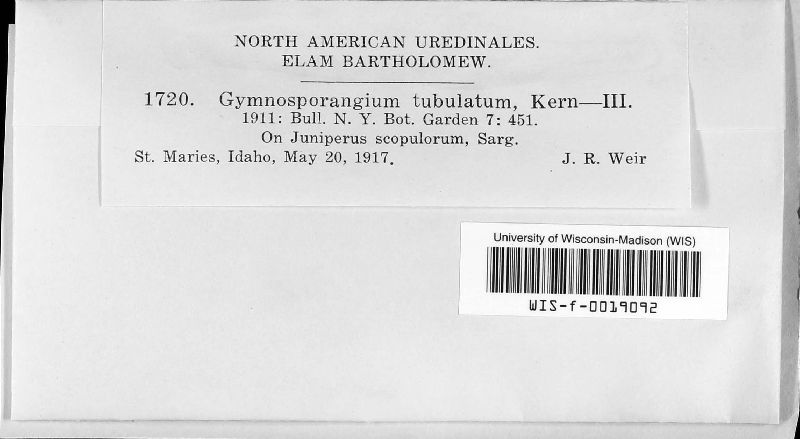 NORTH AMERICAN UREDINALES.
ELAM BARTHOLOMEW.
1720. Gymnosporangium tubulatum, Kern—III.
1911: Bull. N. Y. Bot. Garden 7: 451.
On Juniperus scopulorum, Sarg.
St. Maries, Idaho, May 20, 1917. J. R. Weir
University of Wisconsin-Madison (WIS)
WIS-f-0019092